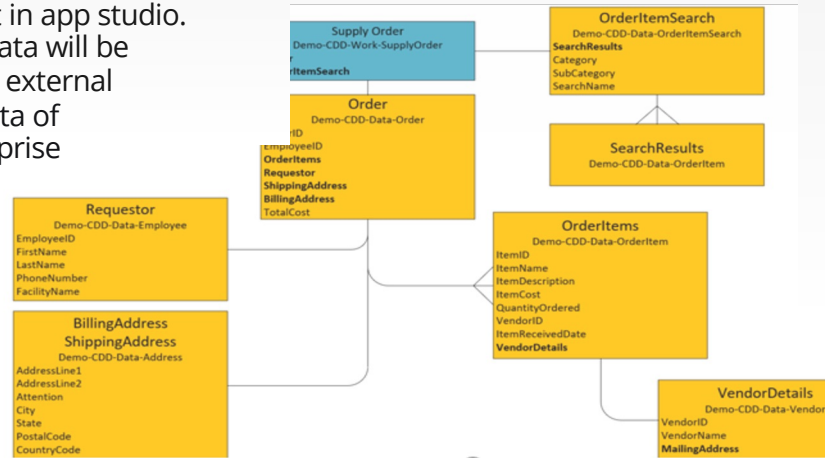 in app studio.
ata will be
external
ta of
prise
Supply Order
Demo-CDD-Work-SupplyOrder
r
rItemSearch
OrderItemSearch
Demo-CDD-Data-OrderItemSearch
SearchResults
Category
SubCategory
SearchName
Order
Demo-CDD-Data-Order
rID
EmployeeID
OrderItems
Requestor
ShippingAddress
BillingAddress
TotalCost
SearchResults
Demo-CDD-Data-OrderItem
Requestor
Demo-CDD-Data-Employee
EmployeeID
FirstName
LastName
PhoneNumber
FacilityName
OrderItems
Demo-CDD-Data-OrderItem
ItemID
ItemName
ItemDescription
ItemCost
QuantityOrdered
VendorID
ItemReceivedDate
VendorDetails
BillingAddress
ShippingAddress
Demo-CDD-Data-Address
AddressLine1
AddressLine2
Attention
City
State
PostalCode
CountryCode
VendorDetails
Demo-CDD-Data-Vendor
VendorID
VendorName
MailingAddress